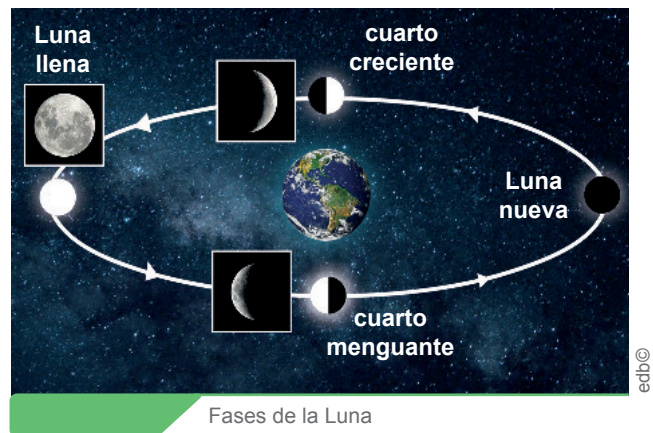 Luna
llena
cuarto
creciente
Luna
nueva
cuarto
menguante
edb©
Fases de la Luna